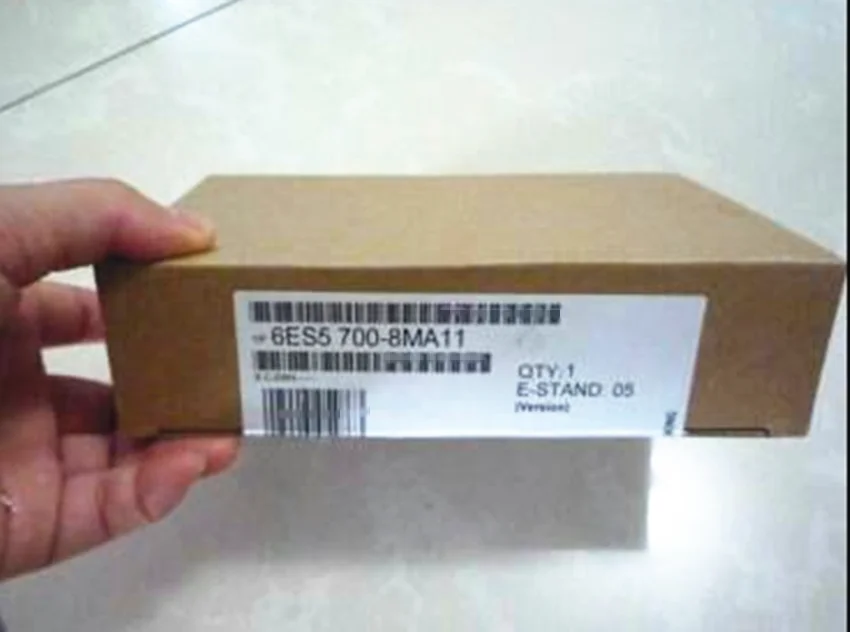 6ES5 700-8MA11
QTY: 1
E-STAND: 05
(Version)